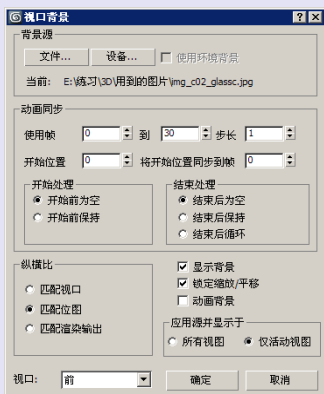 视口背景
背景源
文件... 设备... 使用环境背景
当前: E:\练习\3D\用到的图片\img_c02_glassc.jpg
动画同步
使用帧 0 到 30 步长 1
开始位置 0 将开始位置同步到帧 0
开始处理 结束处理
开始前为空 结束后为空
开始前保持 结束后保持
结束后循环
纵横比
显示背景
匹配视口 锁定缩放/平移
匹配位图 动画背景
匹配渲染输出 应用源并显示于
所有视图 仅活动视图
视口: 前 确定 取消